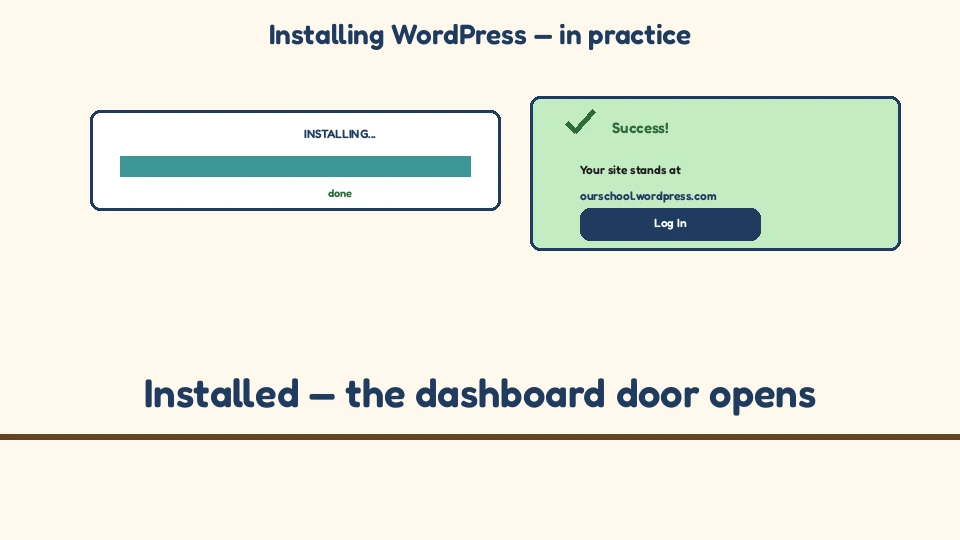 Installing WordPress — in practice
INSTALLING...
done
Success!
Your site stands at
ourschool.wordpress.com
Log In
Installed — the dashboard door opens